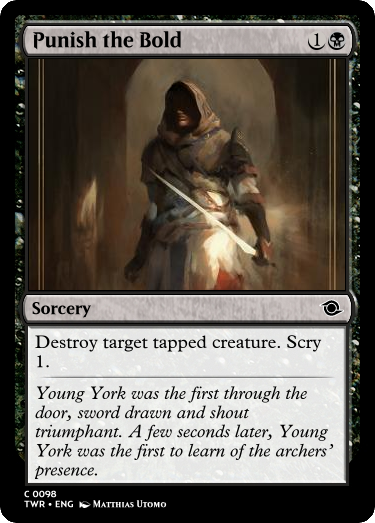 Punish the Bold
1
Sorcery
Destroy target tapped creature. Scry
1.
Young York was the first through the
door, sword drawn and shout
triumphant. A few seconds later, Young
York was the first to learn of the archers’
presence.
C 0098
TWR • ENG Matthias Utomo